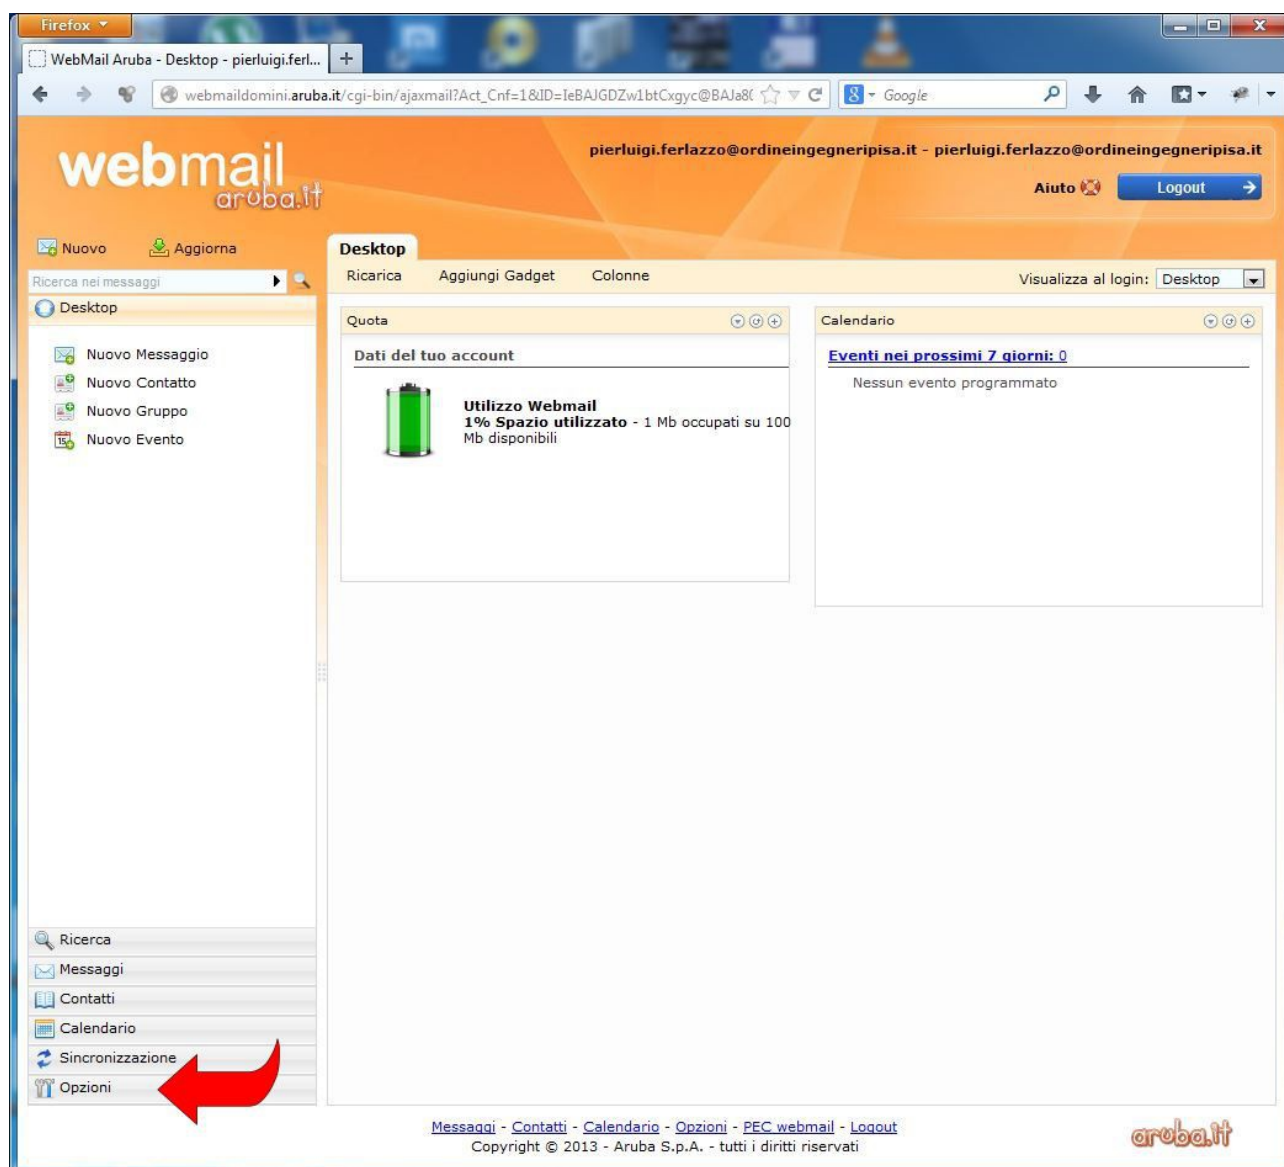 Firefox
WebMail Aruba - Desktop - pierluigi.ferl...
webmaildomini.aruba.it/cgi-bin/ajaxmail?Act_Cnf=1&ID=IeBAJGDZw1btCxgyc@BAJa8(
Google
webmail
aruba.it
pierluigi.ferlazzo@ordineingegneripisa.it - pierluigi.ferlazzo@ordineingegneripisa.it
Aiuto
Logout
Nuovo
Aggiorna
Desktop
Ricerca nei messaggi
Ricarica
Aggiungi Gadget
Colonne
Visualizza al login: Desktop
Desktop
Nuovo Messaggio
Nuovo Contatto
Nuovo Gruppo
Nuovo Evento
Quota
Dati del tuo account
Utilizzo Webmail
1% Spazio utilizzato - 1 Mb occupati su 100
Mb disponibili
Calendario
Eventi nei prossimi 7 giorni: 0
Nessun evento programmato
Ricerca
Messaggi
Contatti
Calendario
Sincronizzazione
Opzioni
Messaggi - Contatti - Calendario - Opzioni - PEC webmail - Logout
Copyright © 2013 - Aruba S.p.A. - tutti i diritti riservati
aruba.it